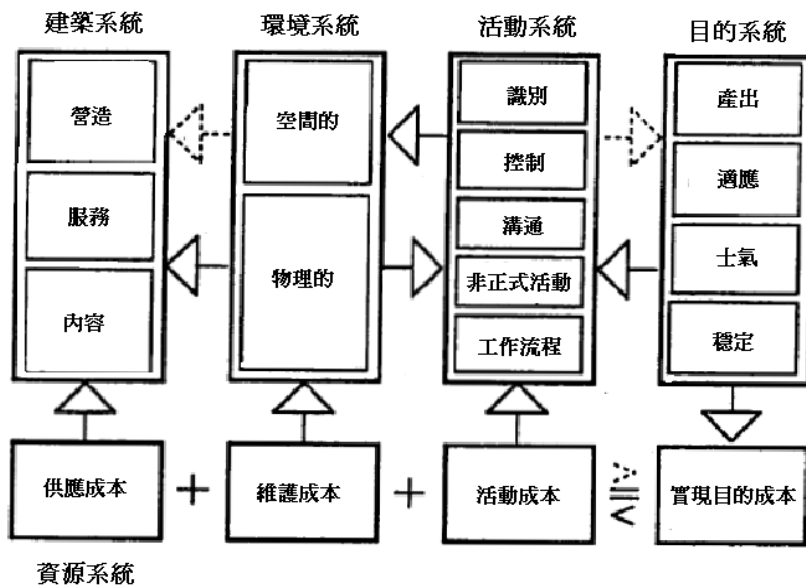 建築系統
環境系統
活動系統
目的系統
營造
服務
內容
空間的
物理的
識別
控制
溝通
非正式活動
工作流程
產出
適應
士氣
穩定
供應成本
+
維護成本
+
活動成本
實現目的成本
資源系統